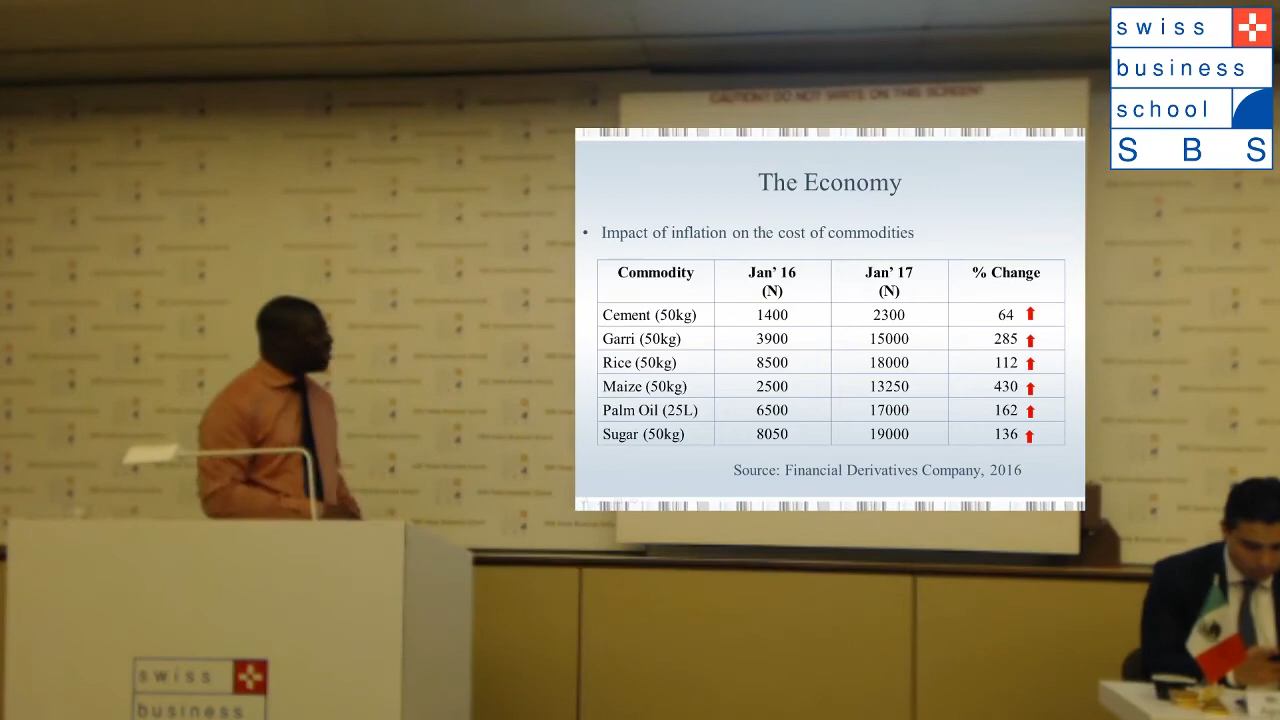 swiss
business
school
S B S
CAUTION! DO NOT WRITE ON THIS SCREEN!
The Economy
• Impact of inflation on the cost of commodities
Commodity Jan’ 16 (N) Jan’ 17 (N) % Change
Cement (50kg) 1400 2300 64
Garri (50kg) 3900 15000 285
Rice (50kg) 8500 18000 112
Maize (50kg) 2500 13250 430
Palm Oil (25L) 6500 17000 162
Sugar (50kg) 8050 19000 136
Source: Financial Derivatives Company, 2016
swiss
business